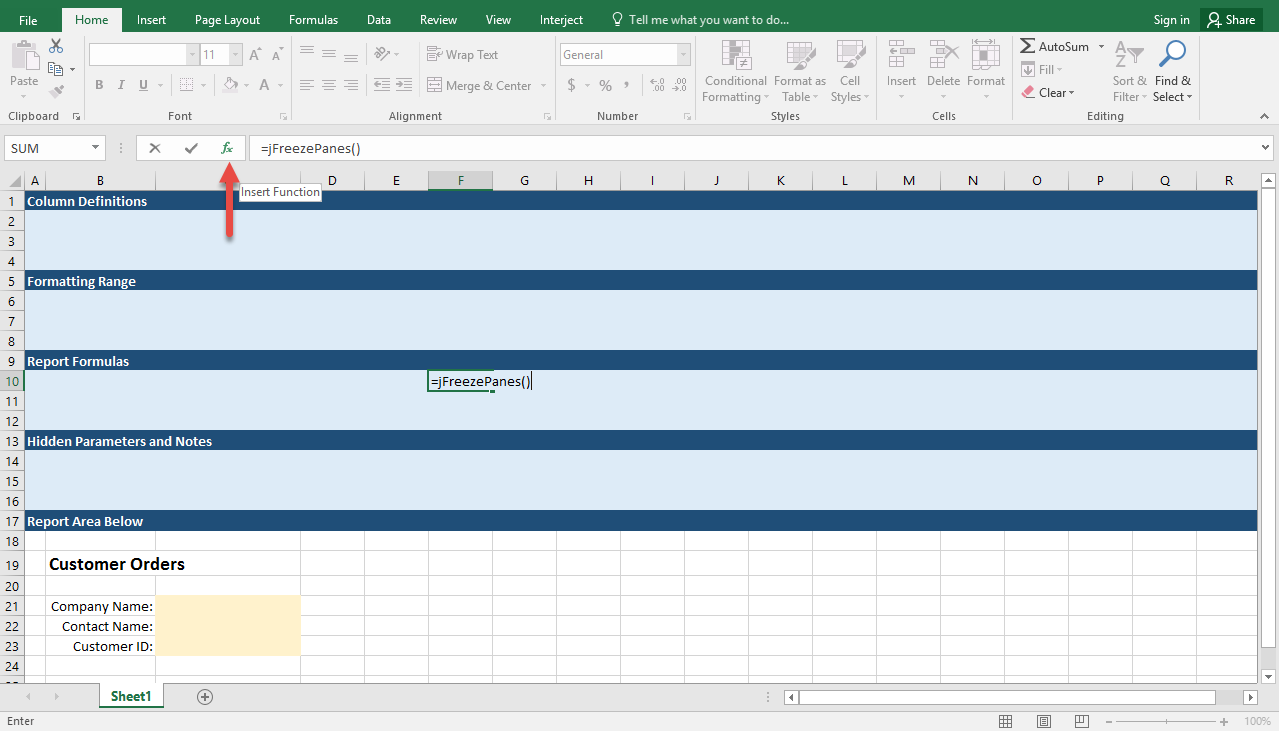 File Home Insert Page Layout Formulas Data Review View Interject Tell me what you want to do... Sign in Share
11 General
Wrap Text
AutoSum
Paste
B I U A
Merge & Center
$ % ,
Conditional Formatting
Format as Table
Cell Styles
Insert Delete Format
Fill
Clear
Sort & Filter
Find & Select
Clipboard Font Alignment Number Styles Cells Editing
SUM fx =jFreezePanes()
Insert Function
A B D E F G H I J K L M N O P Q R
1 Column Definitions
2
3
4
5 Formatting Range
6
7
8
9 Report Formulas
10 =jFreezePanes()
11
12
13 Hidden Parameters and Notes
14
15
16
17 Report Area Below
18
19 Customer Orders
20
21 Company Name:
22 Contact Name:
23 Customer ID:
24
Sheet1
Enter 100%